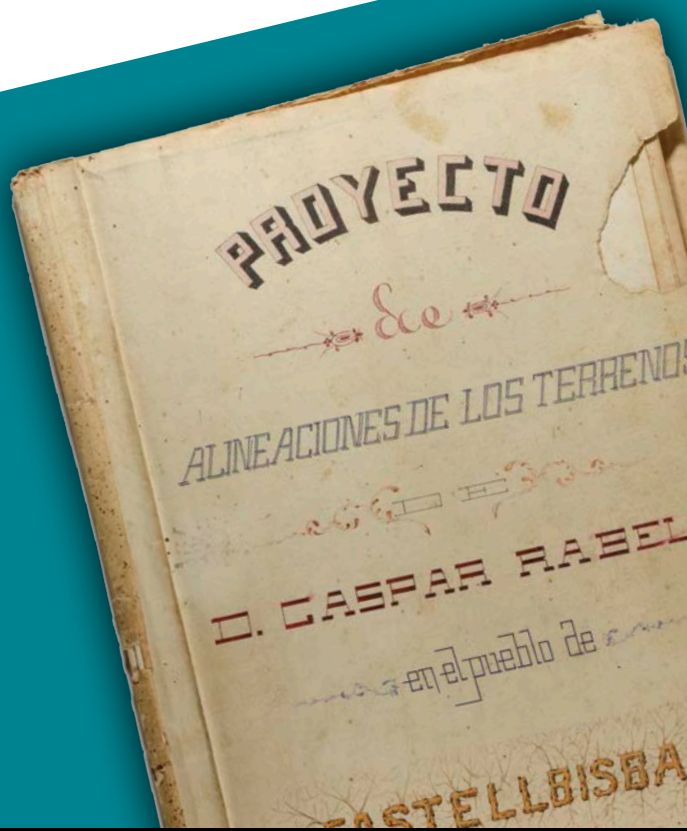 PROYECTO
de
ALINEACIONES DE LOS TERRENOS
DE
D. GASPAR RABEL
en el pueblo de
CASTELLBISBA